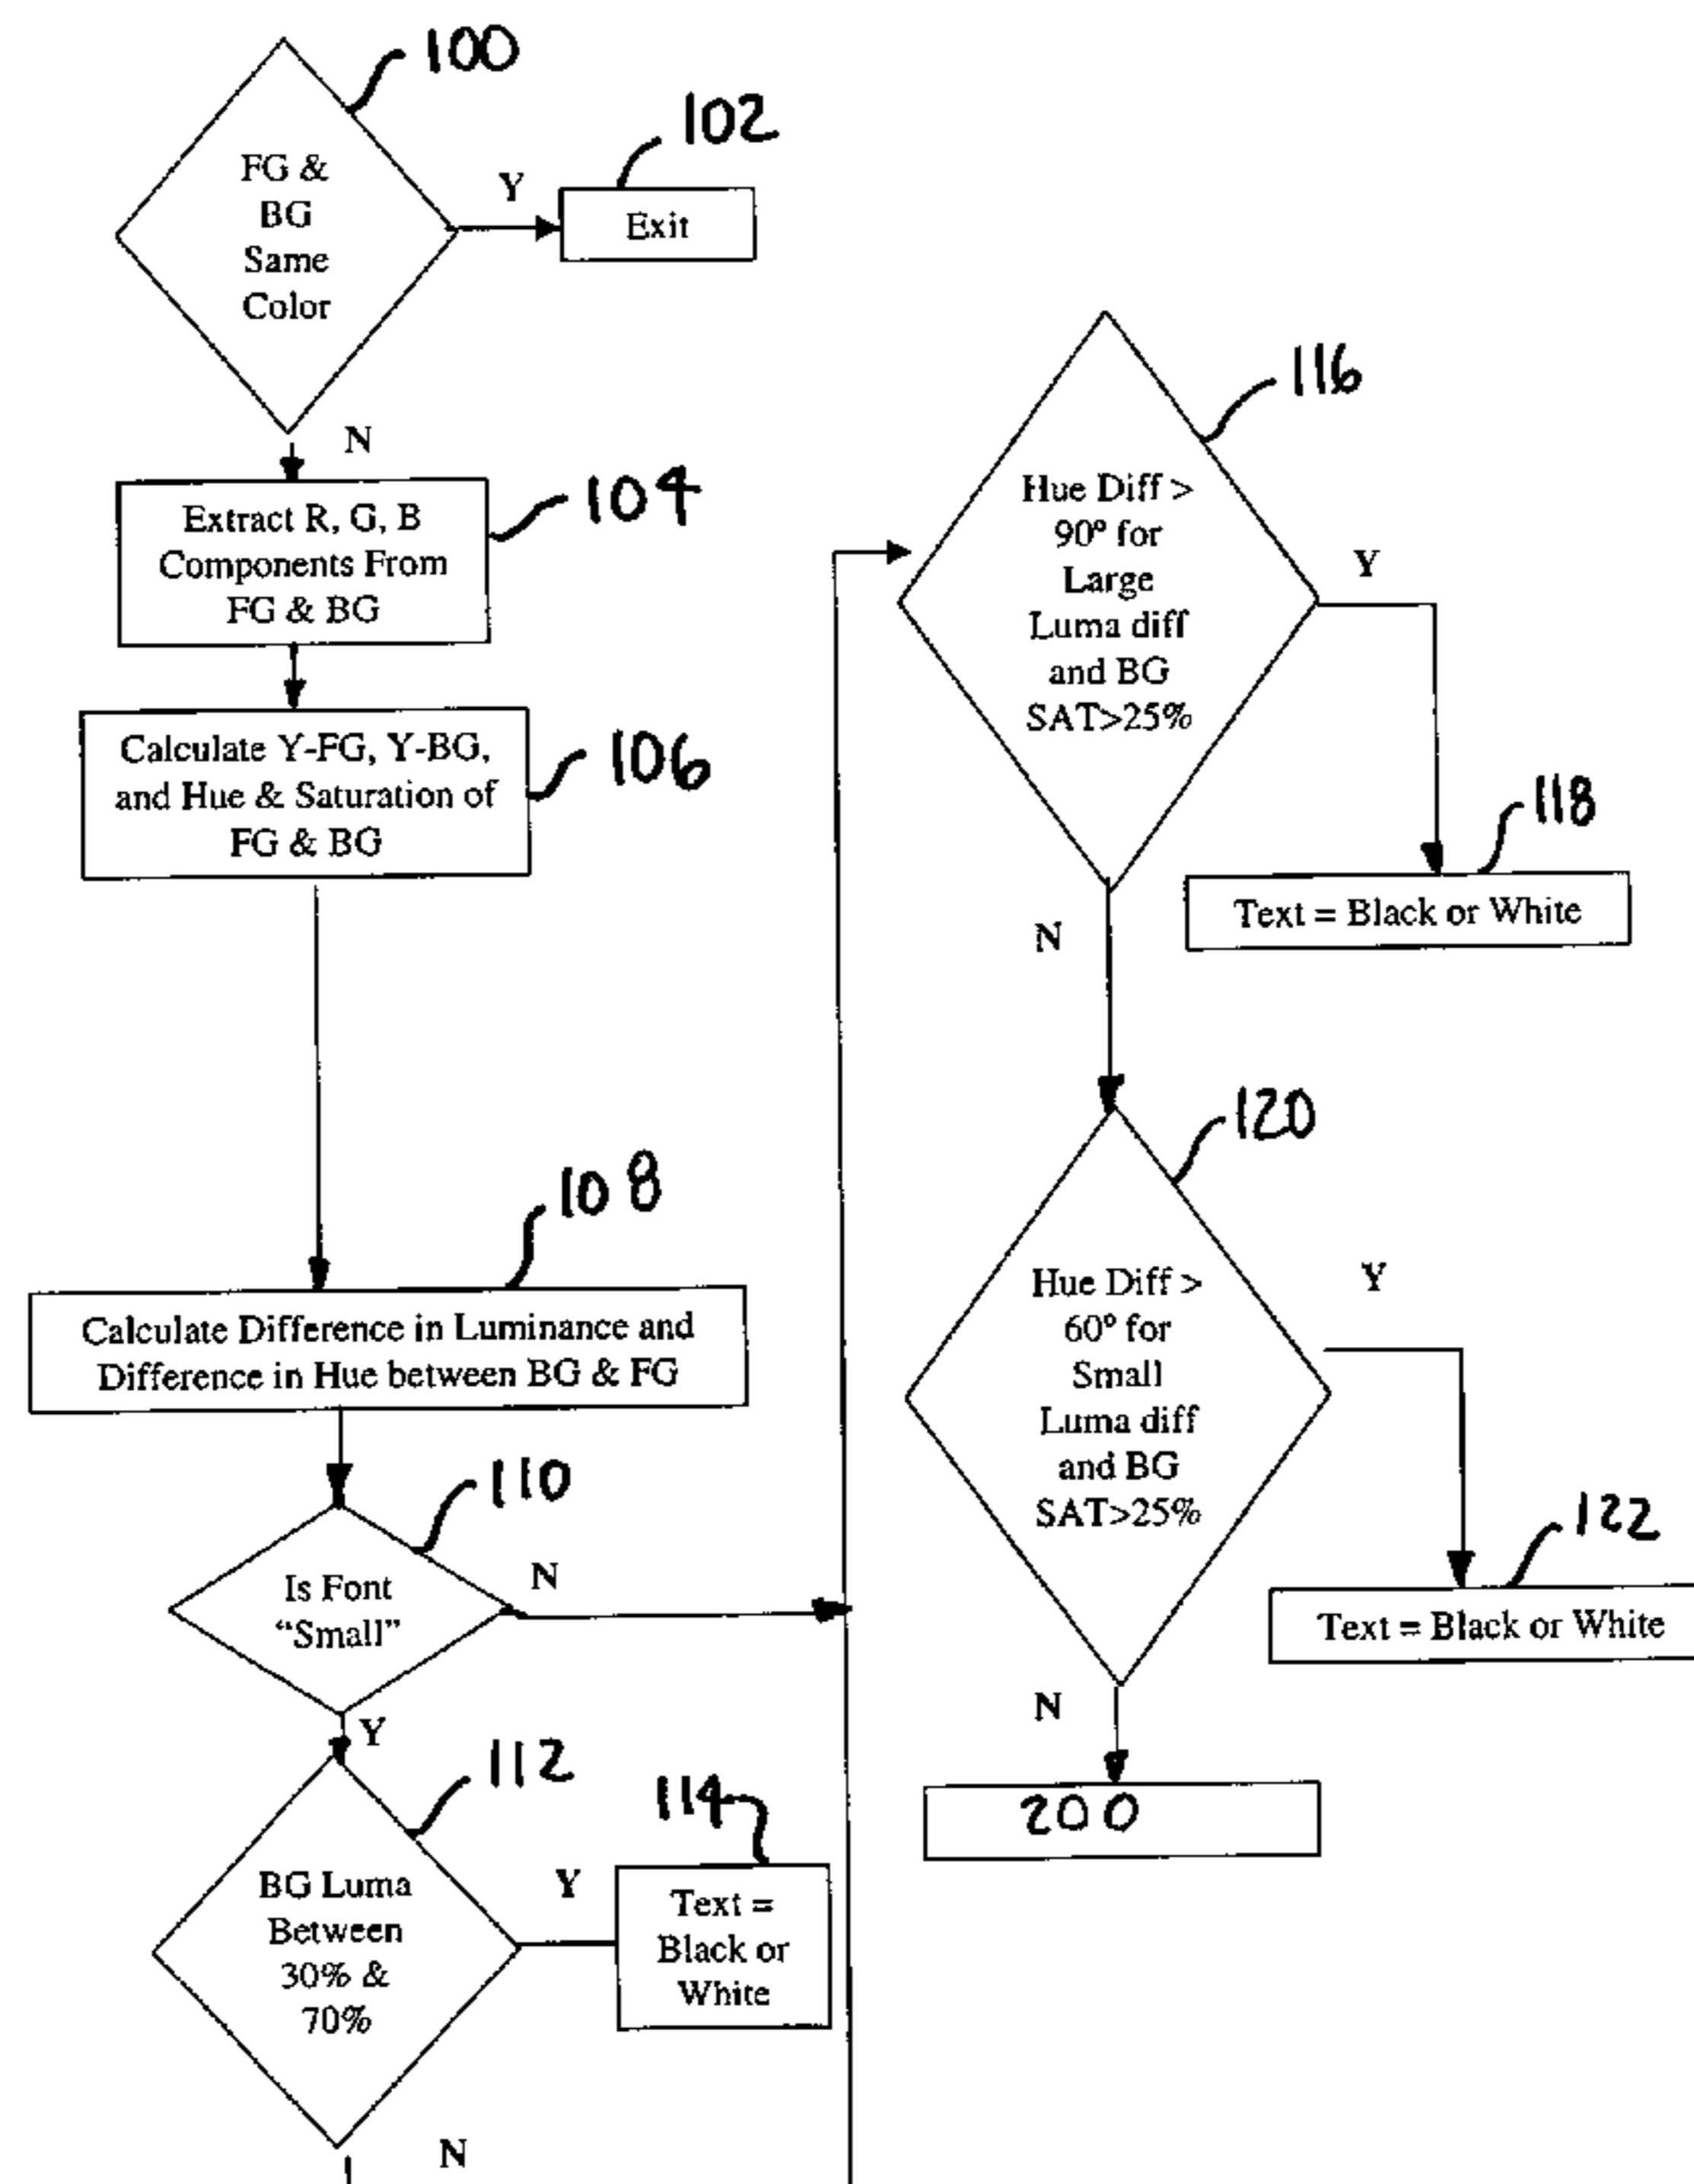 100
FG &
BG
Same
Color
Y
102
Exit
N
104
Extract R, G, B
Components From
FG & BG
106
Calculate Y-FG, Y-BG,
and Hue & Saturation of
FG & BG
108
Calculate Difference in Luminance and
Difference in Hue between BG & FG
110
Is Font
“Small”
N
Y
112
BG Luma
Between
30% &
70%
Y
114
Text =
Black or
White
N
116
Hue Diff >
90° for
Large
Luma diff
and BG
SAT>25%
Y
118
Text = Black or White
N
120
Hue Diff >
60° for
Small
Luma diff
and BG
SAT>25%
Y
122
Text = Black or White
N
200